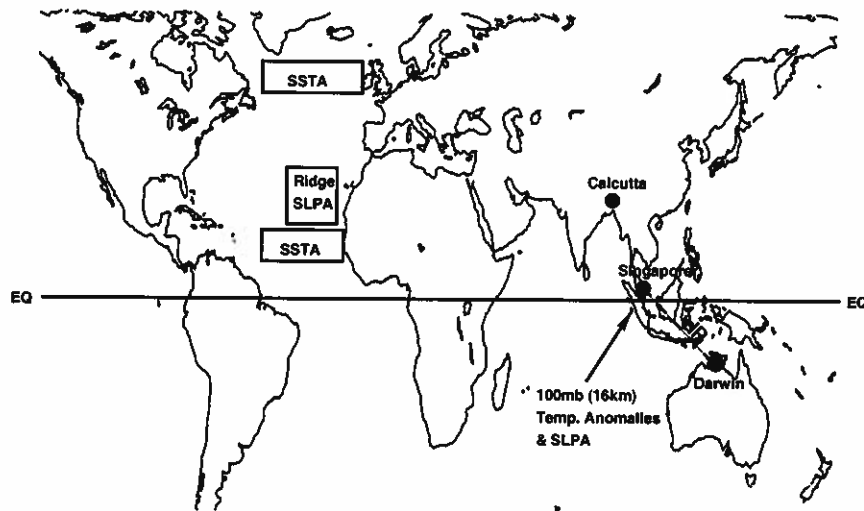 SSTA
Ridge
SLPA
SSTA
Calcutta
Singapore
EQ
EQ
Darwin
100mb (16km)
Temp. Anomalies
& SLPA